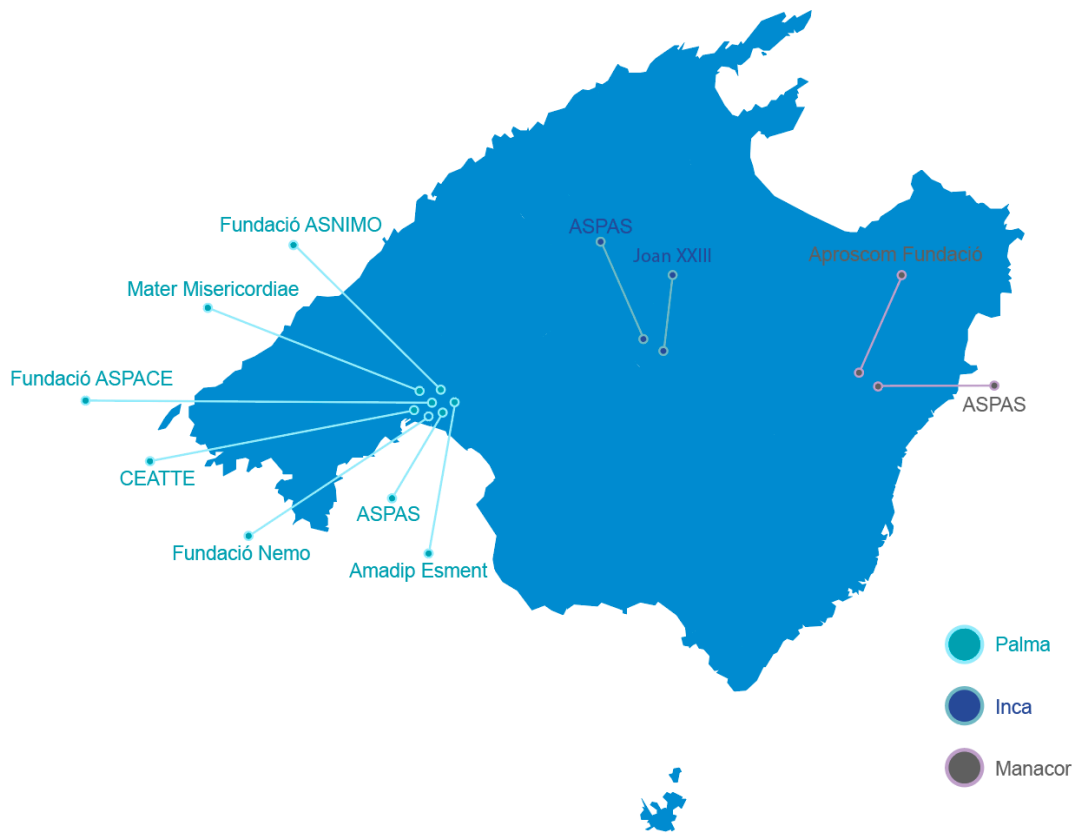 Fundació ASNIMO
ASPAS
Joan XXIII
Aproscom Fundació
Mater Misericordiae
Fundació ASPACE
ASPAS
CEATTE
ASPAS
Fundació Nemo
Amadip Esment
Palma
Inca
Manacor